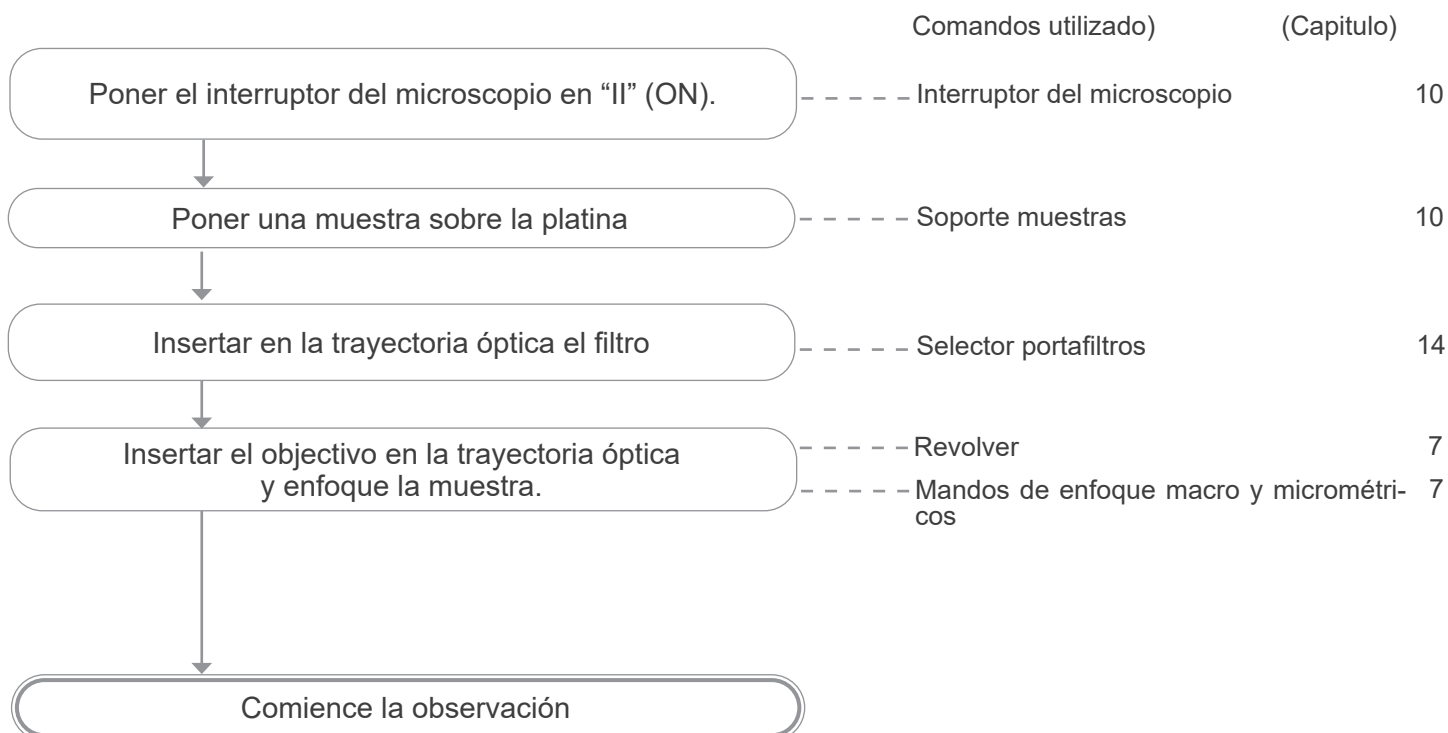 Comandos utilizado) (Capitulo)
Poner el interruptor del microscopio en “II” (ON). Interruptor del microscopio 10
Poner una muestra sobre la platina Soporte muestras 10
Insertar en la trayectoria óptica el filtro Selector portafiltros 14
Insertar el objectivo en la trayectoria óptica
y enfoque la muestra.
Revolver 7
Mandos de enfoque macro y micrométri- 7
cos
Comience la observación